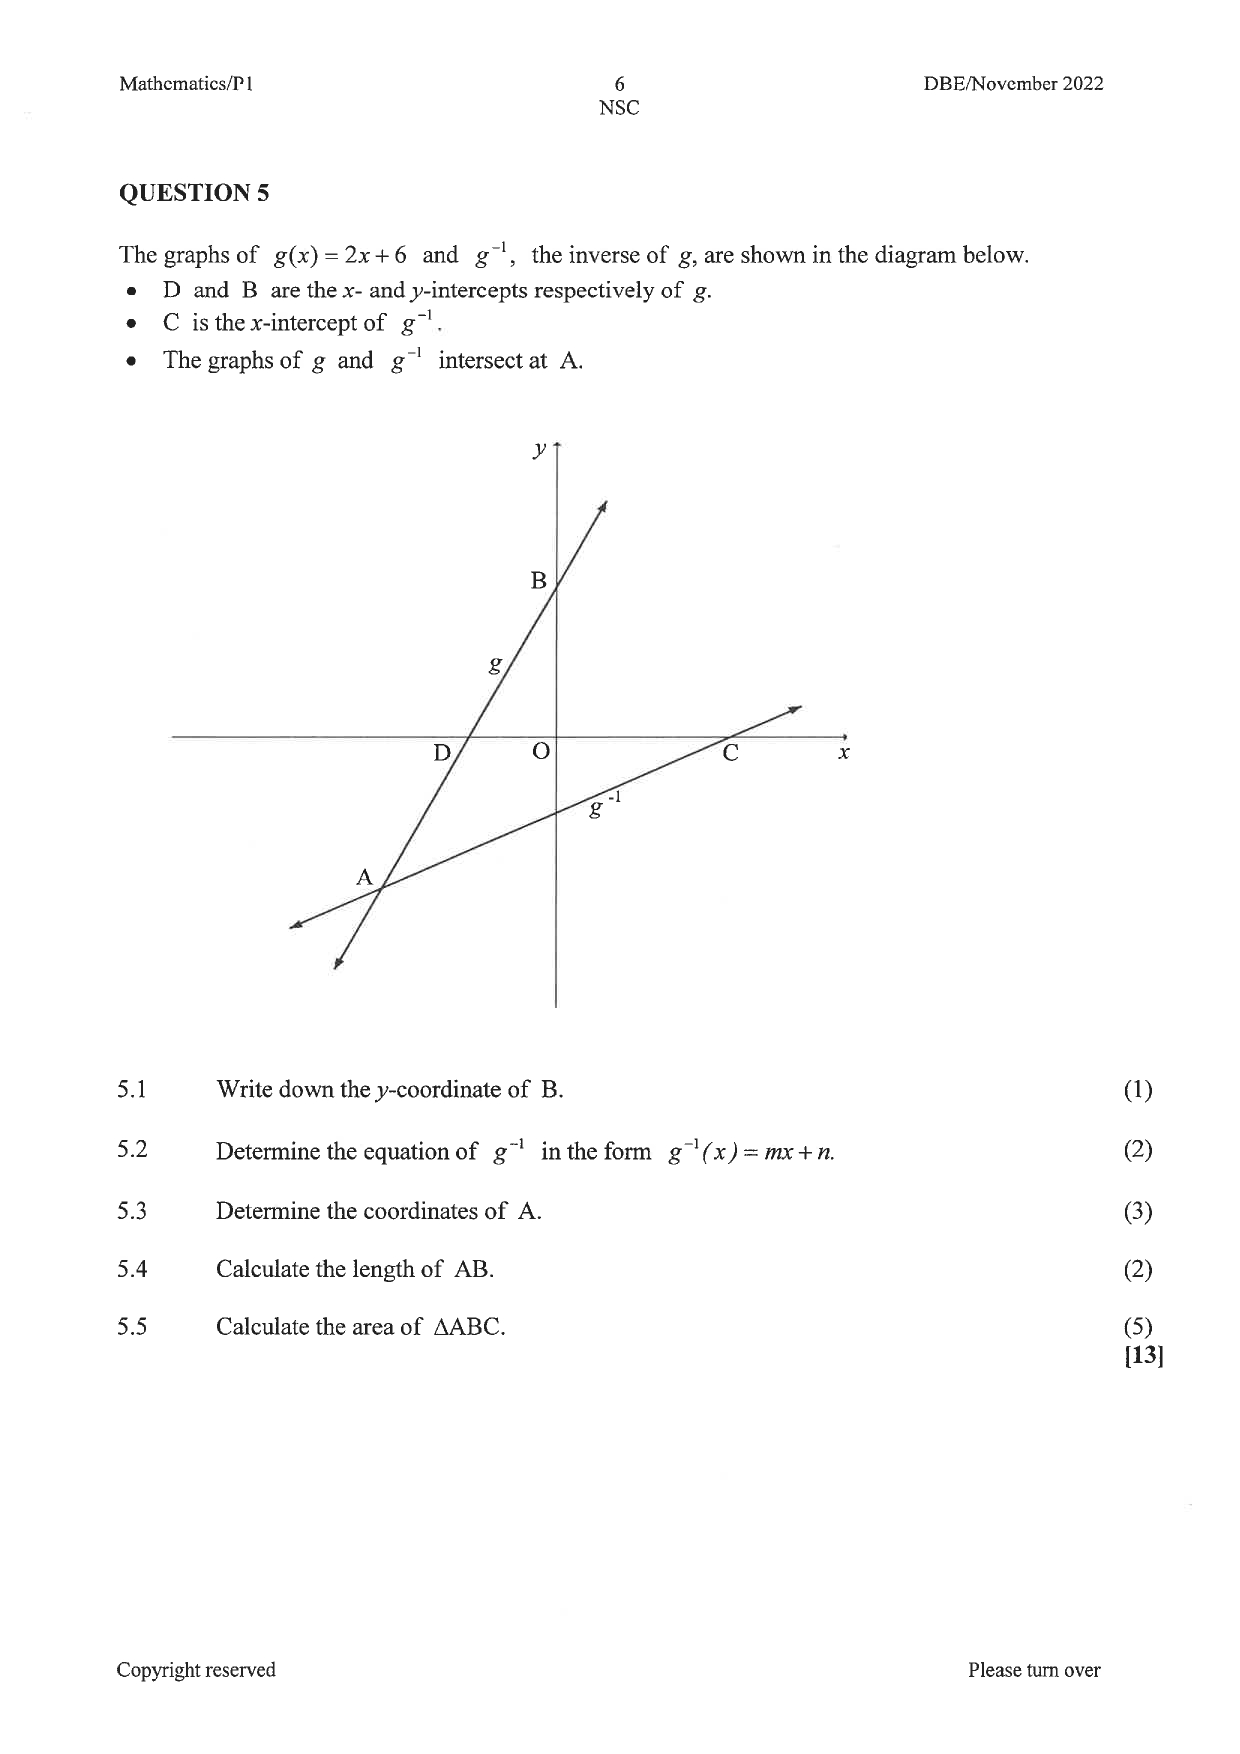 Mathematics/P1 6 DBE/November 2022
NSC
QUESTION 5
The graphs of g(x) = 2x + 6 and g⁻¹, the inverse of g, are shown in the diagram below.
• D and B are the x- and y-intercepts respectively of g.
• C is the x-intercept of g⁻¹.
• The graphs of g and g⁻¹ intersect at A.
y
B
g
D O C x
g⁻¹
A
5.1 Write down the y-coordinate of B. (1)
5.2 Determine the equation of g⁻¹ in the form g⁻¹(x) = mx + n. (2)
5.3 Determine the coordinates of A. (3)
5.4 Calculate the length of AB. (2)
5.5 Calculate the area of ΔABC. (5)
[13]
Copyright reserved Please turn over